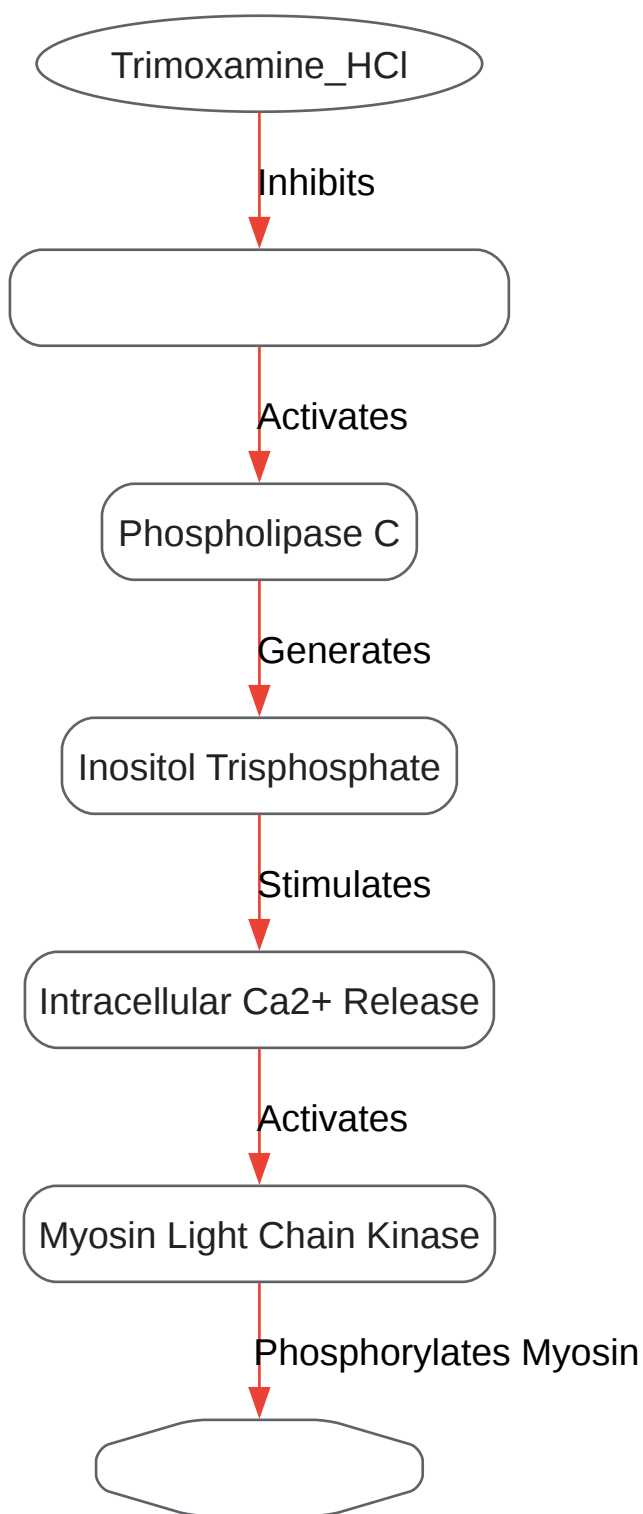 Trimoxamine_HCl
Inhibits
Activates
Phospholipase C
Generates
Inositol Trisphosphate
Stimulates
Intracellular Ca2+ Release
Activates
Myosin Light Chain Kinase
Phosphorylates Myosin